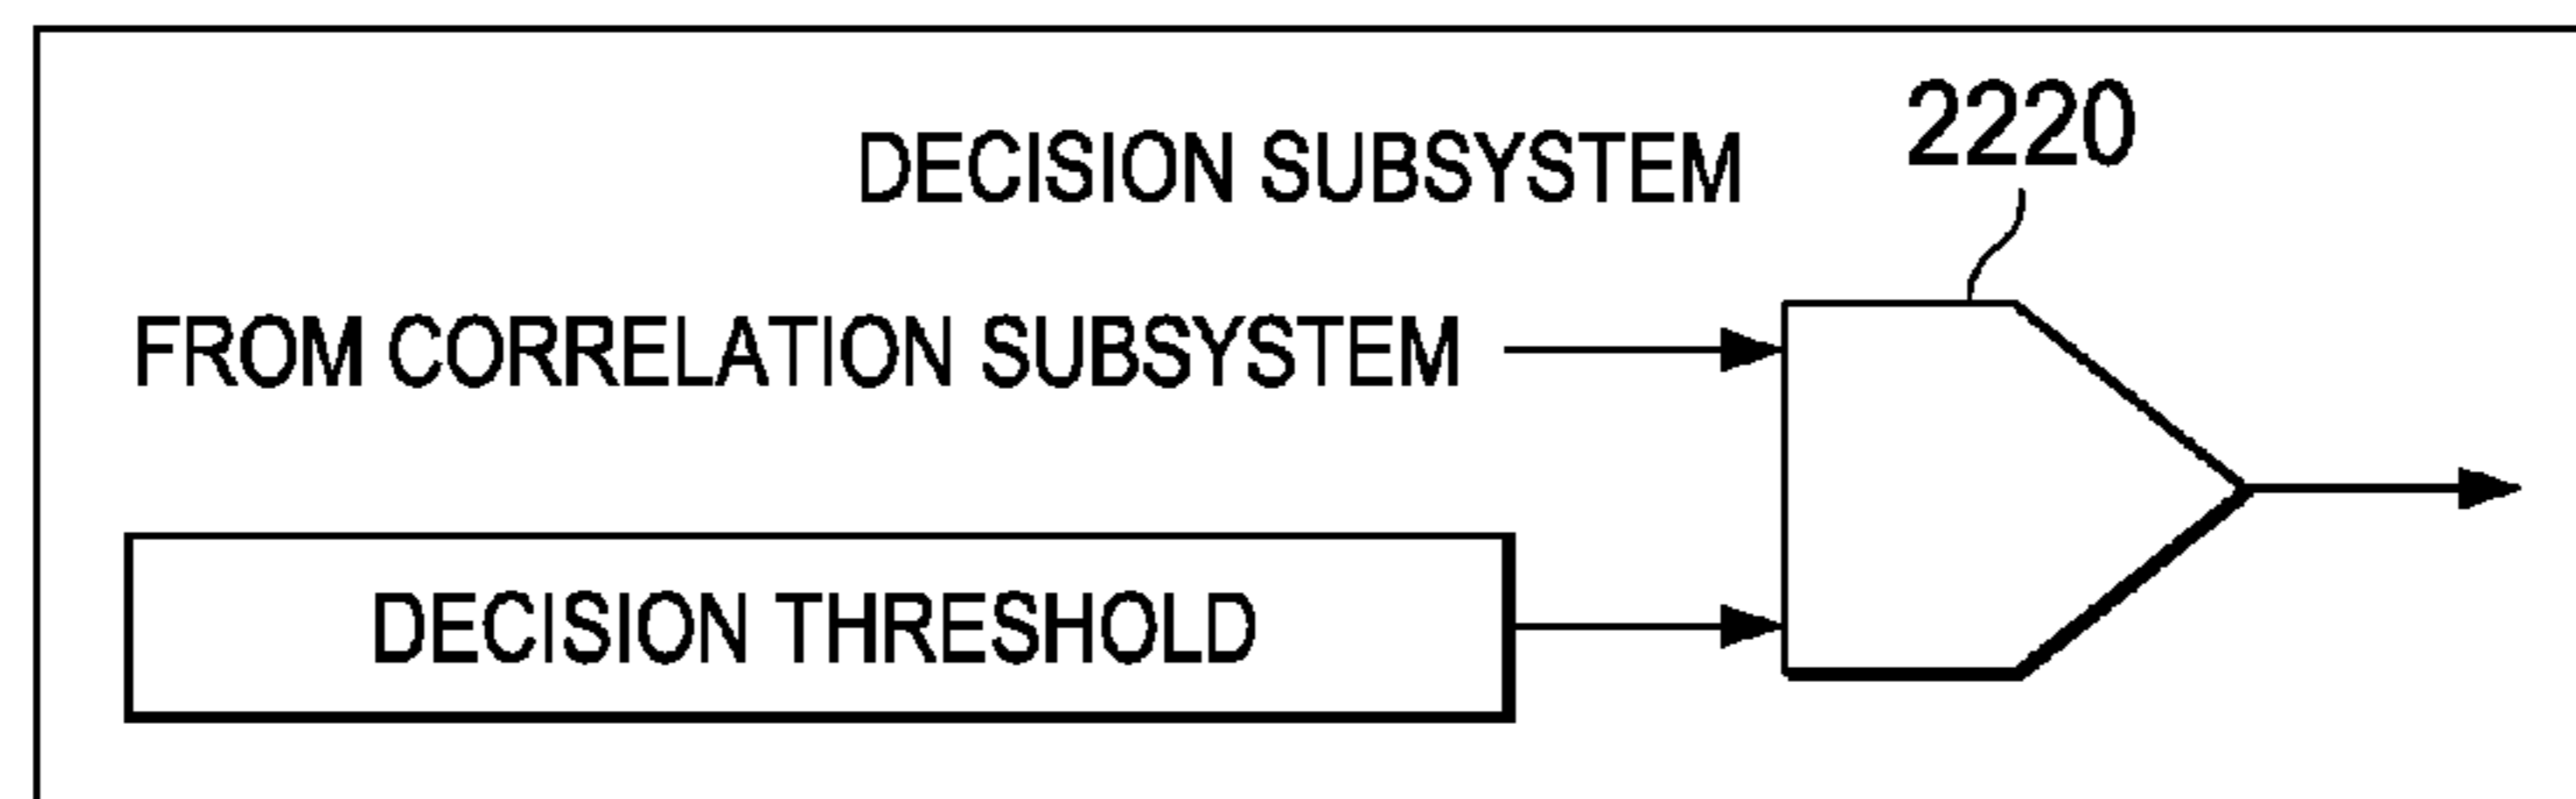 DECISION SUBSYSTEM
2220
FROM CORRELATION SUBSYSTEM
DECISION THRESHOLD